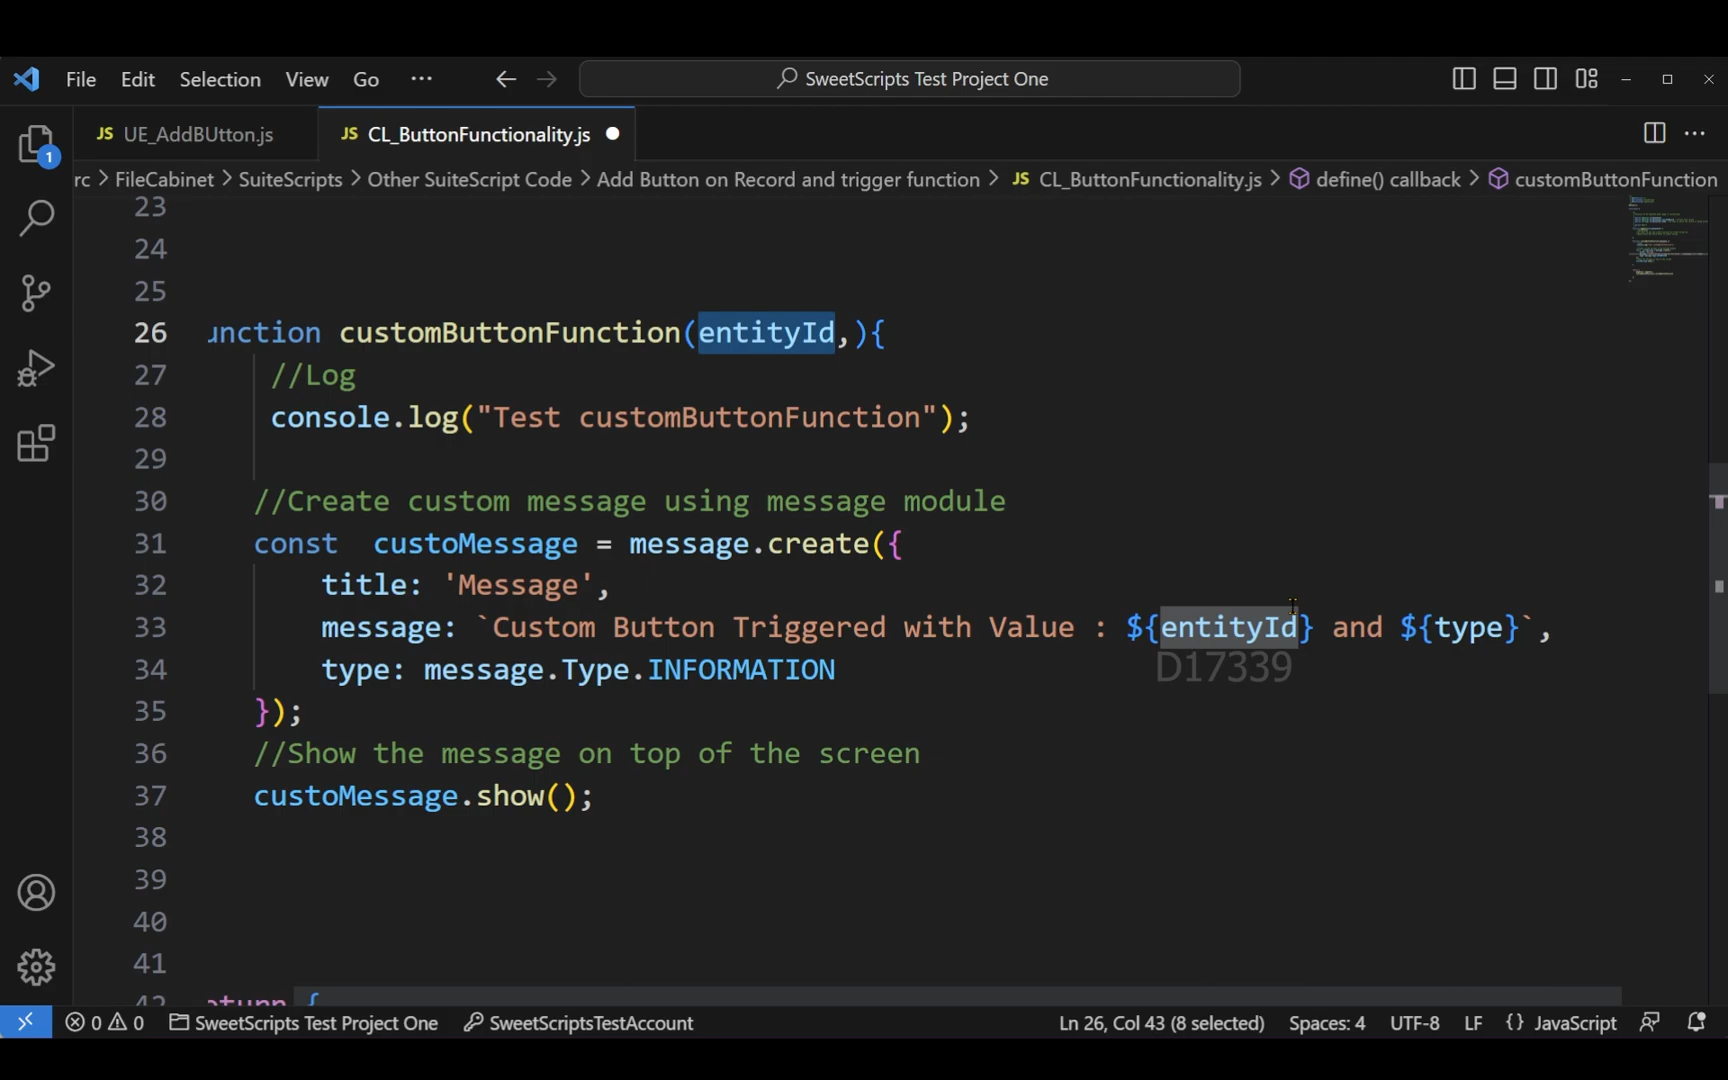 File Edit Selection View Go ··· SweetScripts Test Project One
JS UE_AddBUtton.js JS CL_ButtonFunctionality.js
rc > FileCabinet > SuiteScripts > Other SuiteScript Code > Add Button on Record and trigger function > JS CL_ButtonFunctionality.js > define() callback > customButtonFunction
1
23
24
25
26 unction customButtonFunction(entityId,){
27 //Log
28 console.log("Test customButtonFunction");
29
30 //Create custom message using message module
31 const custoMessage = message.create({
32 title: 'Message',
33 message: `Custom Button Triggered with Value : ${entityId} and ${type}`,
D17339
34 type: message.Type.INFORMATION
35 });
36 //Show the message on top of the screen
37 custoMessage.show();
38
39
40
41
42 return {
0 0 SweetScripts Test Project One SweetScriptsTestAccount Ln 26, Col 43 (8 selected) Spaces: 4 UTF-8 LF {} JavaScript